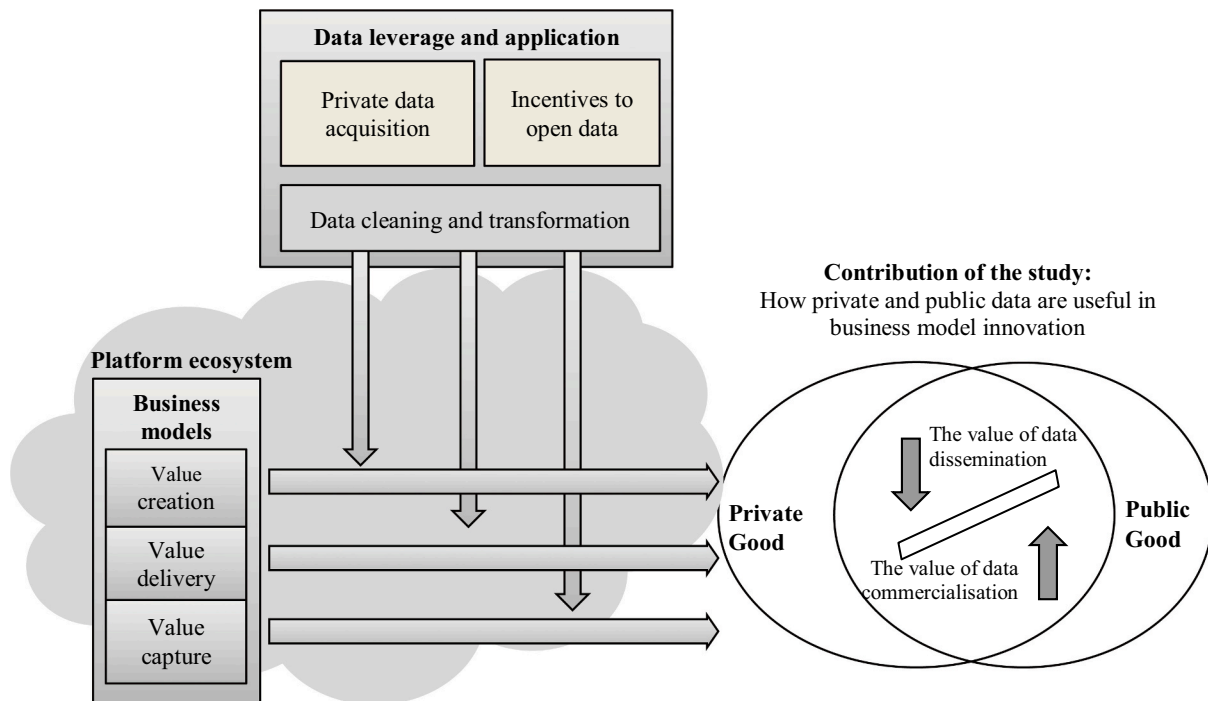 Data leverage and application
Private data
acquisition
Incentives to
open data
Data cleaning and transformation
Contribution of the study:
How private and public data are useful in
business model innovation
Platform ecosystem
Business
models
Value
creation
Value
delivery
Value
capture
Private
Good
The value of data
dissemination
The value of data
commercialisation
Public
Good